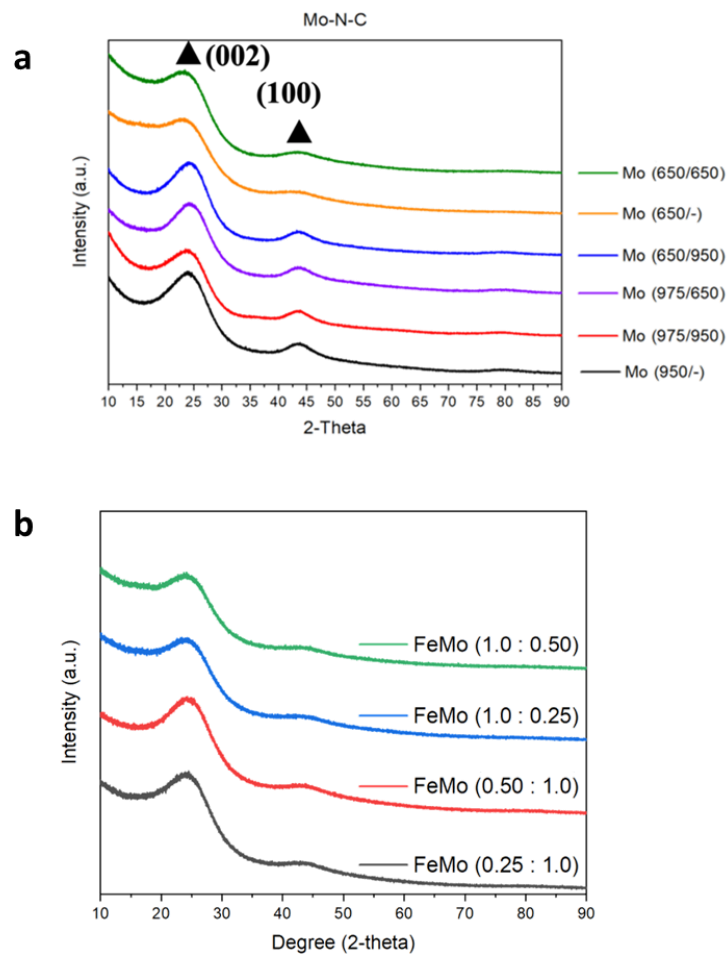 Mo-N-C
a
▲ (002)
(100)
▲
Intensity (a.u.)
Mo (650/650)
Mo (650/-)
Mo (650/950)
Mo (975/650)
Mo (975/950)
Mo (950/-)
10 15 20 25 30 35 40 45 50 55 60 65 70 75 80 85 90
2-Theta
b
Intensity (a.u.)
FeMo (1.0 : 0.50)
FeMo (1.0 : 0.25)
FeMo (0.50 : 1.0)
FeMo (0.25 : 1.0)
10 20 30 40 50 60 70 80 90
Degree (2-theta)